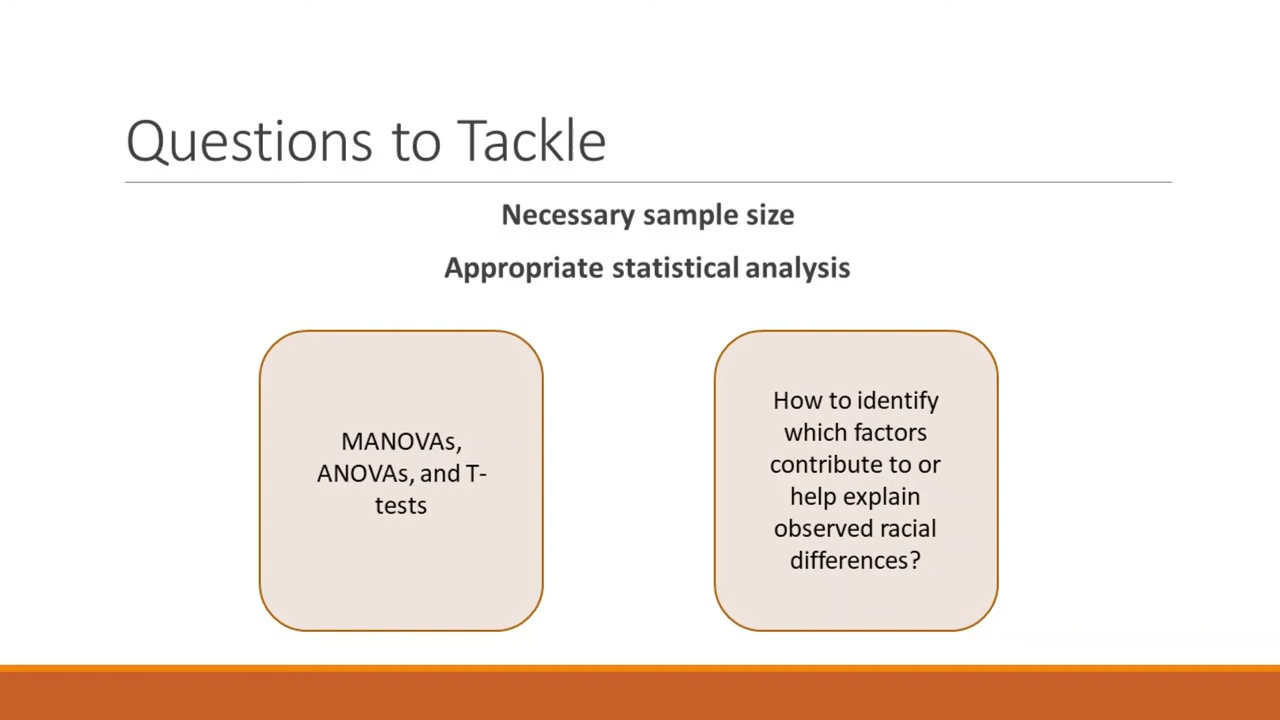 Questions to Tackle
Necessary sample size
Appropriate statistical analysis
MANOVAs,
ANOVAs, and T-
tests
How to identify
which factors
contribute to or
help explain
observed racial
differences?